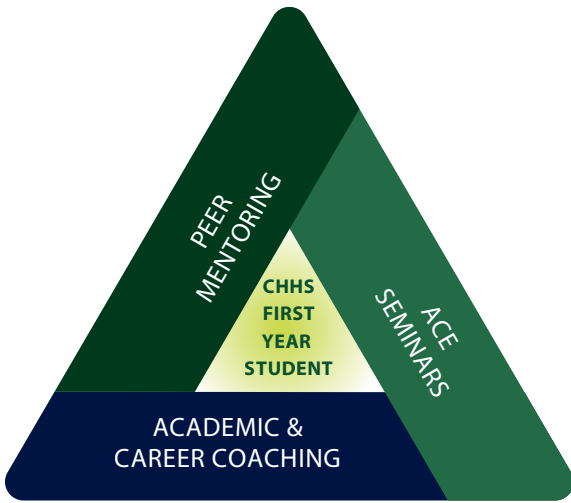 PEER
MENTORING
CHHS
FIRST
YEAR
STUDENT
ACE
SEMINARS
ACADEMIC &
CAREER COACHING